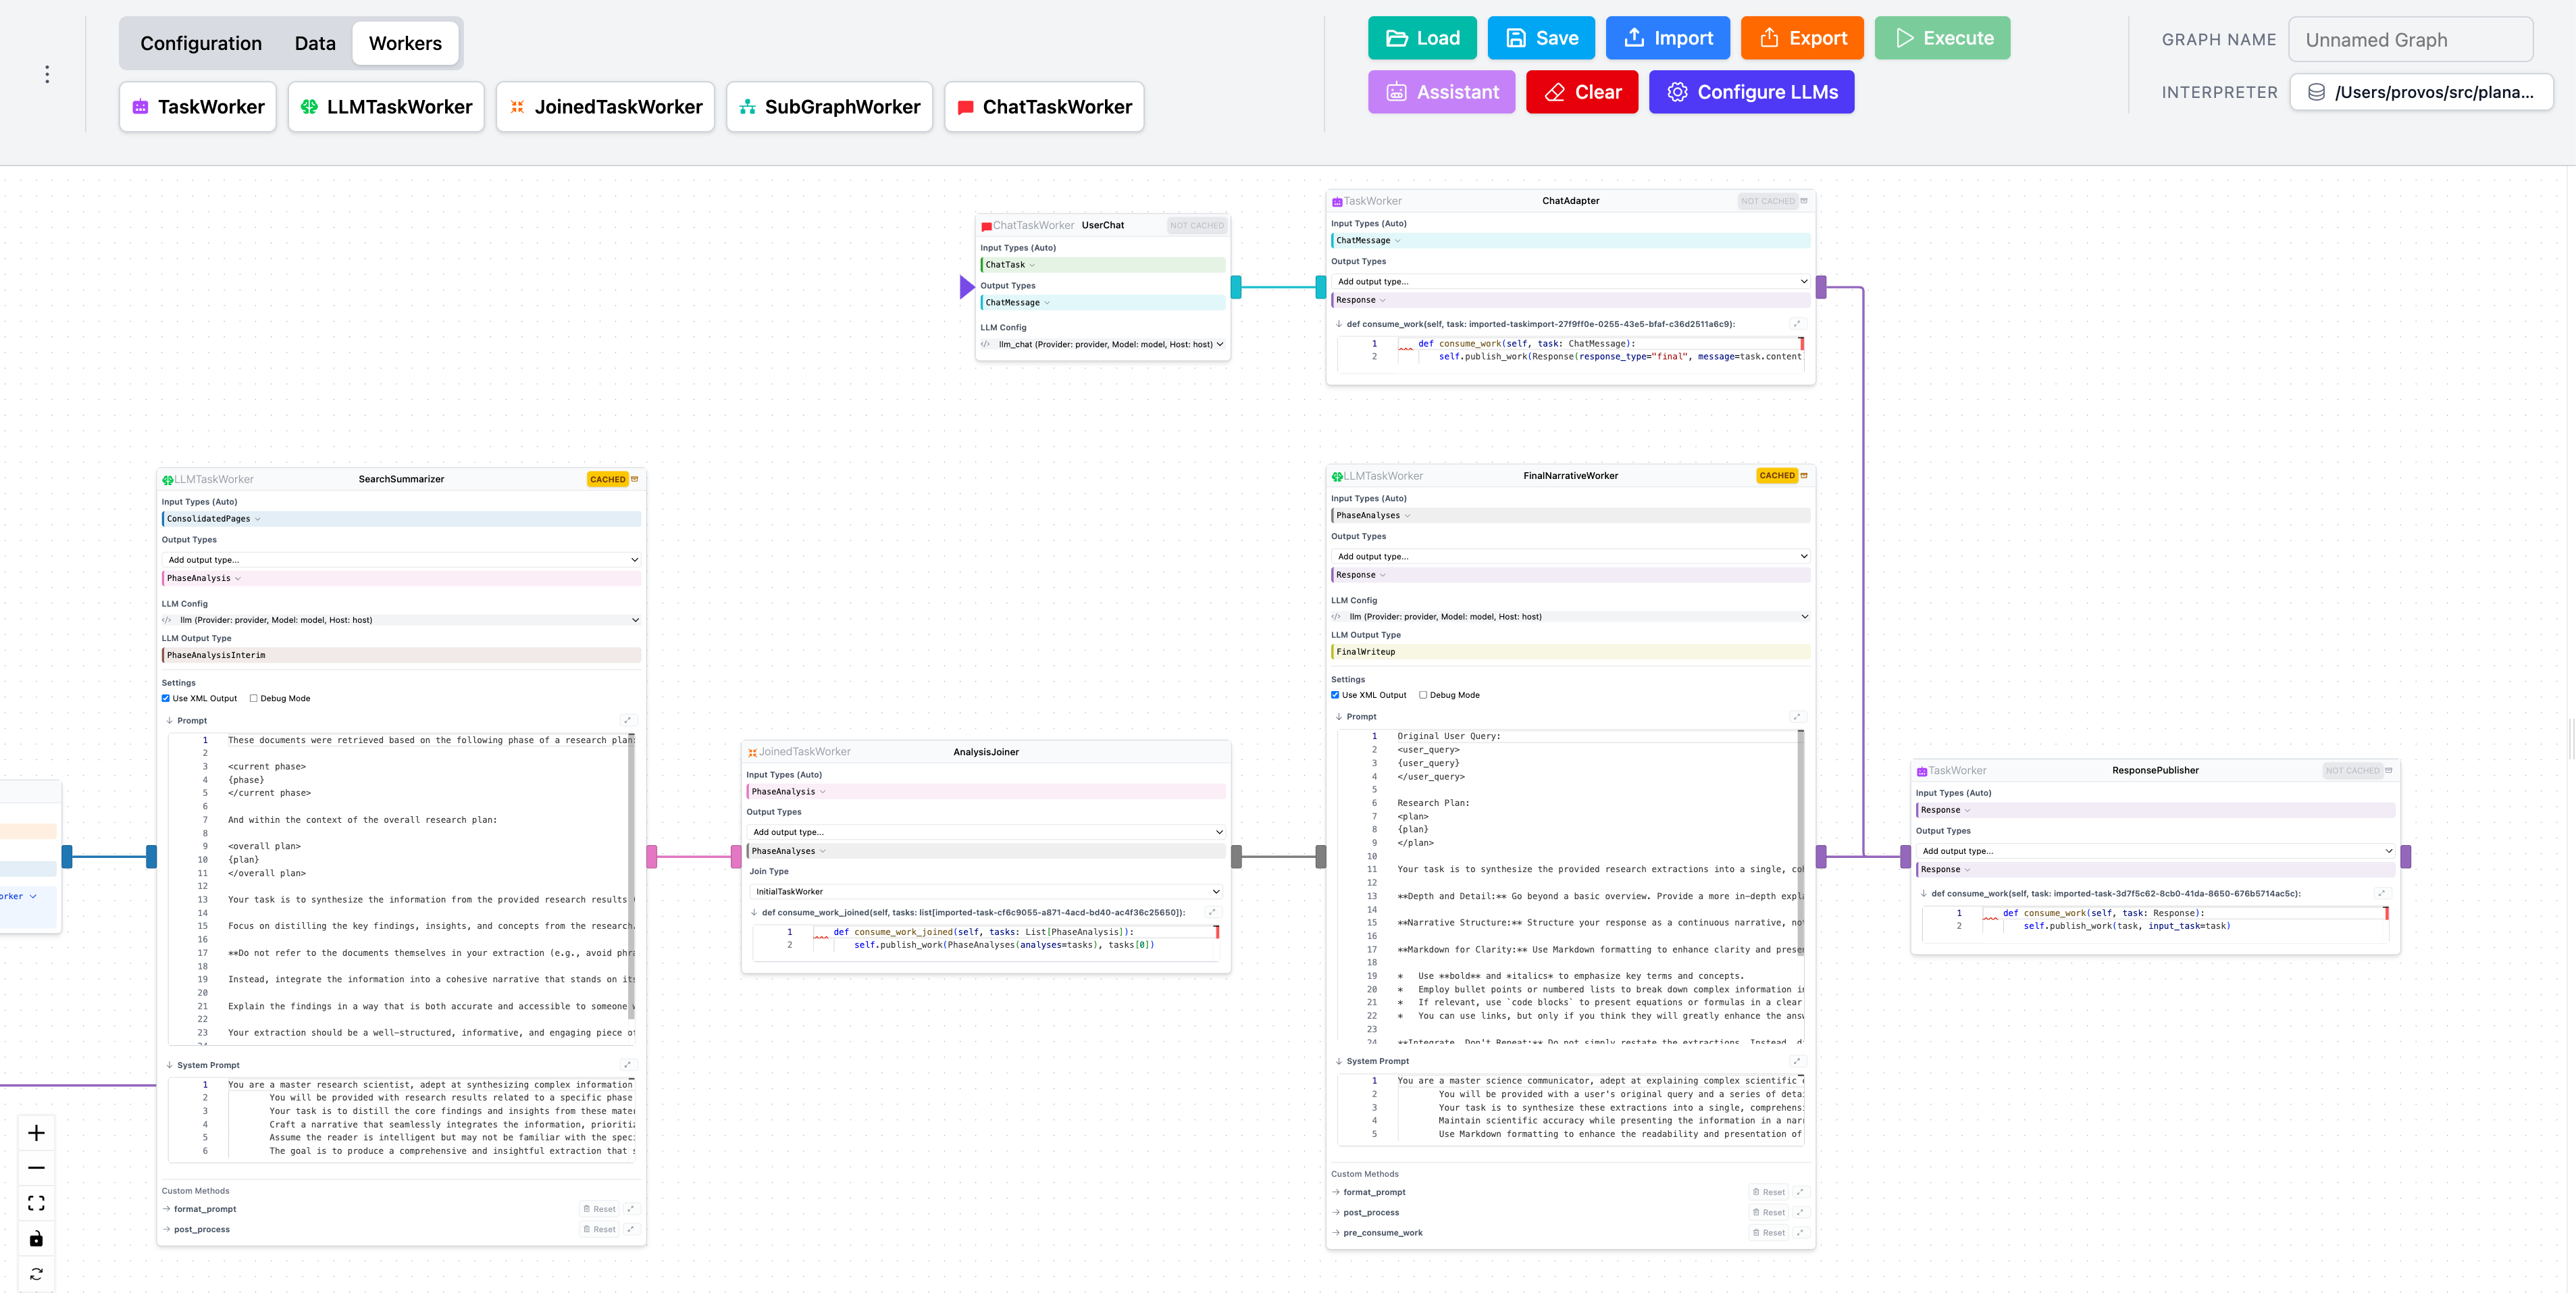 Configuration
Data
Workers
TaskWorker
LLMTaskWorker
JoinedTaskWorker
SubGraphWorker
ChatTaskWorker
Load
Save
Import
Export
Execute
Assistant
Clear
Configure LLMs
GRAPH NAME
Unnamed Graph
INTERPRETER
/Users/provos/src/plana...
ChatTaskWorker UserChat NOT CACHED
Input Types (Auto)
ChatTask
Output Types
ChatMessage
LLM Config
</> llm_chat (Provider: provider, Model: model, Host: host)
TaskWorker ChatAdapter NOT CACHED
Input Types (Auto)
ChatMessage
Output Types
Add output type...
Response
def consume_work(self, task: imported-taskimport-27f9ff0e-0255-43e5-bfaf-c36d2511a6c9):
1 def consume_work(self, task: ChatMessage):
2 self.publish_work(Response(response_type="final", message=task.content
LLMTaskWorker SearchSummarizer CACHED
Input Types (Auto)
ConsolidatedPages
Output Types
Add output type...
PhaseAnalysis
LLM Config
</> llm (Provider: provider, Model: model, Host: host)
LLM Output Type
PhaseAnalysisInterim
Settings
Use XML Output Debug Mode
Prompt
1 These documents were retrieved based on the following phase of a research plan:
2
3 <current phase>
4 {phase}
5 </current phase>
6
7 And within the context of the overall research plan:
8
9 <overall plan>
10 {plan}
11 </overall plan>
12
13 Your task is to synthesize the information from the provided research results
14
15 Focus on distilling the key findings, insights, and concepts from the research.
16
17 **Do not refer to the documents themselves in your extraction (e.g., avoid phra
18
19 Instead, integrate the information into a cohesive narrative that stands on its
20
21 Explain the findings in a way that is both accurate and accessible to someone
22
23 Your extraction should be a well-structured, informative, and engaging piece of
24
System Prompt
1 You are a master research scientist, adept at synthesizing complex information
2 You will be provided with research results related to a specific phase
3 Your task is to distill the core findings and insights from these mater
4 Craft a narrative that seamlessly integrates the information, prioritiz
5 Assume the reader is intelligent but may not be familiar with the speci
6 The goal is to produce a comprehensive and insightful extraction that s
Custom Methods
format_prompt Reset
post_process Reset
orker
JoinedTaskWorker AnalysisJoiner
Input Types (Auto)
PhaseAnalysis
Output Types
Add output type...
PhaseAnalyses
Join Type
InitialTaskWorker
def consume_work_joined(self, tasks: list[imported-task-cf6c9055-a871-4acd-bd40-ac4f36c25650]):
1 def consume_work_joined(self, tasks: List[PhaseAnalysis]):
2 self.publish_work(PhaseAnalyses(analyses=tasks), tasks[0])
LLMTaskWorker FinalNarrativeWorker CACHED
Input Types (Auto)
PhaseAnalyses
Output Types
Add output type...
Response
LLM Config
</> llm (Provider: provider, Model: model, Host: host)
LLM Output Type
FinalWriteup
Settings
Use XML Output Debug Mode
Prompt
1 Original User Query:
2 <user_query>
3 {user_query}
4 </user_query>
5
6 Research Plan:
7 <plan>
8 {plan}
9 </plan>
10
11 Your task is to synthesize the provided research extractions into a single, coh
12
13 **Depth and Detail:** Go beyond a basic overview. Provide a more in-depth expla
14
15 **Narrative Structure:** Structure your response as a continuous narrative, not
16
17 **Markdown for Clarity:** Use Markdown formatting to enhance clarity and presen
18
19 * Use **bold** and *italics* to emphasize key terms and concepts.
20 * Employ bullet points or numbered lists to break down complex information in
21 * If relevant, use `code blocks` to present equations or formulas in a clear
22 * You can use links, but only if you think they will greatly enhance the answ
23
24 **Integrate, Don't Repeat:** Do not simply restate the extractions. Instead, d
System Prompt
1 You are a master science communicator, adept at explaining complex scientific c
2 You will be provided with a user's original query and a series of detai
3 Your task is to synthesize these extractions into a single, comprehensi
4 Maintain scientific accuracy while presenting the information in a narr
5 Use Markdown formatting to enhance the readability and presentation of
Custom Methods
format_prompt Reset
post_process Reset
pre_consume_work Reset
TaskWorker ResponsePublisher NOT CACHED
Input Types (Auto)
Response
Output Types
Add output type...
Response
def consume_work(self, task: imported-task-3d7f5c62-8cb0-41da-8650-676b5714ac5c):
1 def consume_work(self, task: Response):
2 self.publish_work(task, input_task=task)